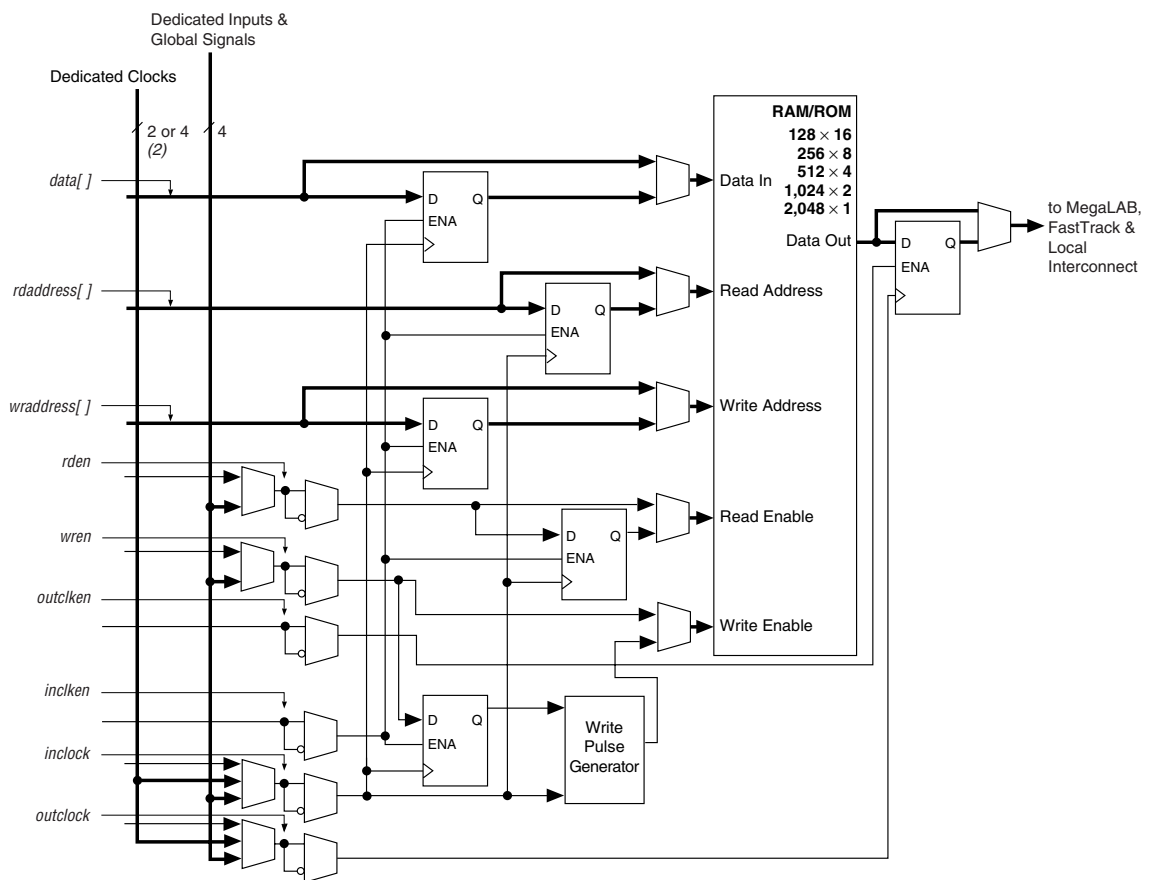 Dedicated Inputs &
Global Signals
Dedicated Clocks
2 or 4
(2)
4
RAM/ROM
128 × 16
256 × 8
512 × 4
1,024 × 2
2,048 × 1
data[ ]
D Q
ENA
Data In
Data Out
D Q
ENA
to MegaLAB,
FastTrack &
Local
Interconnect
rdaddress[ ]
D Q
ENA
Read Address
wraddress[ ]
D Q
ENA
Write Address
rden
D Q
ENA
Read Enable
wren
outclken
Write Enable
inclken
D Q
ENA
Write
Pulse
Generator
inclock
outclock